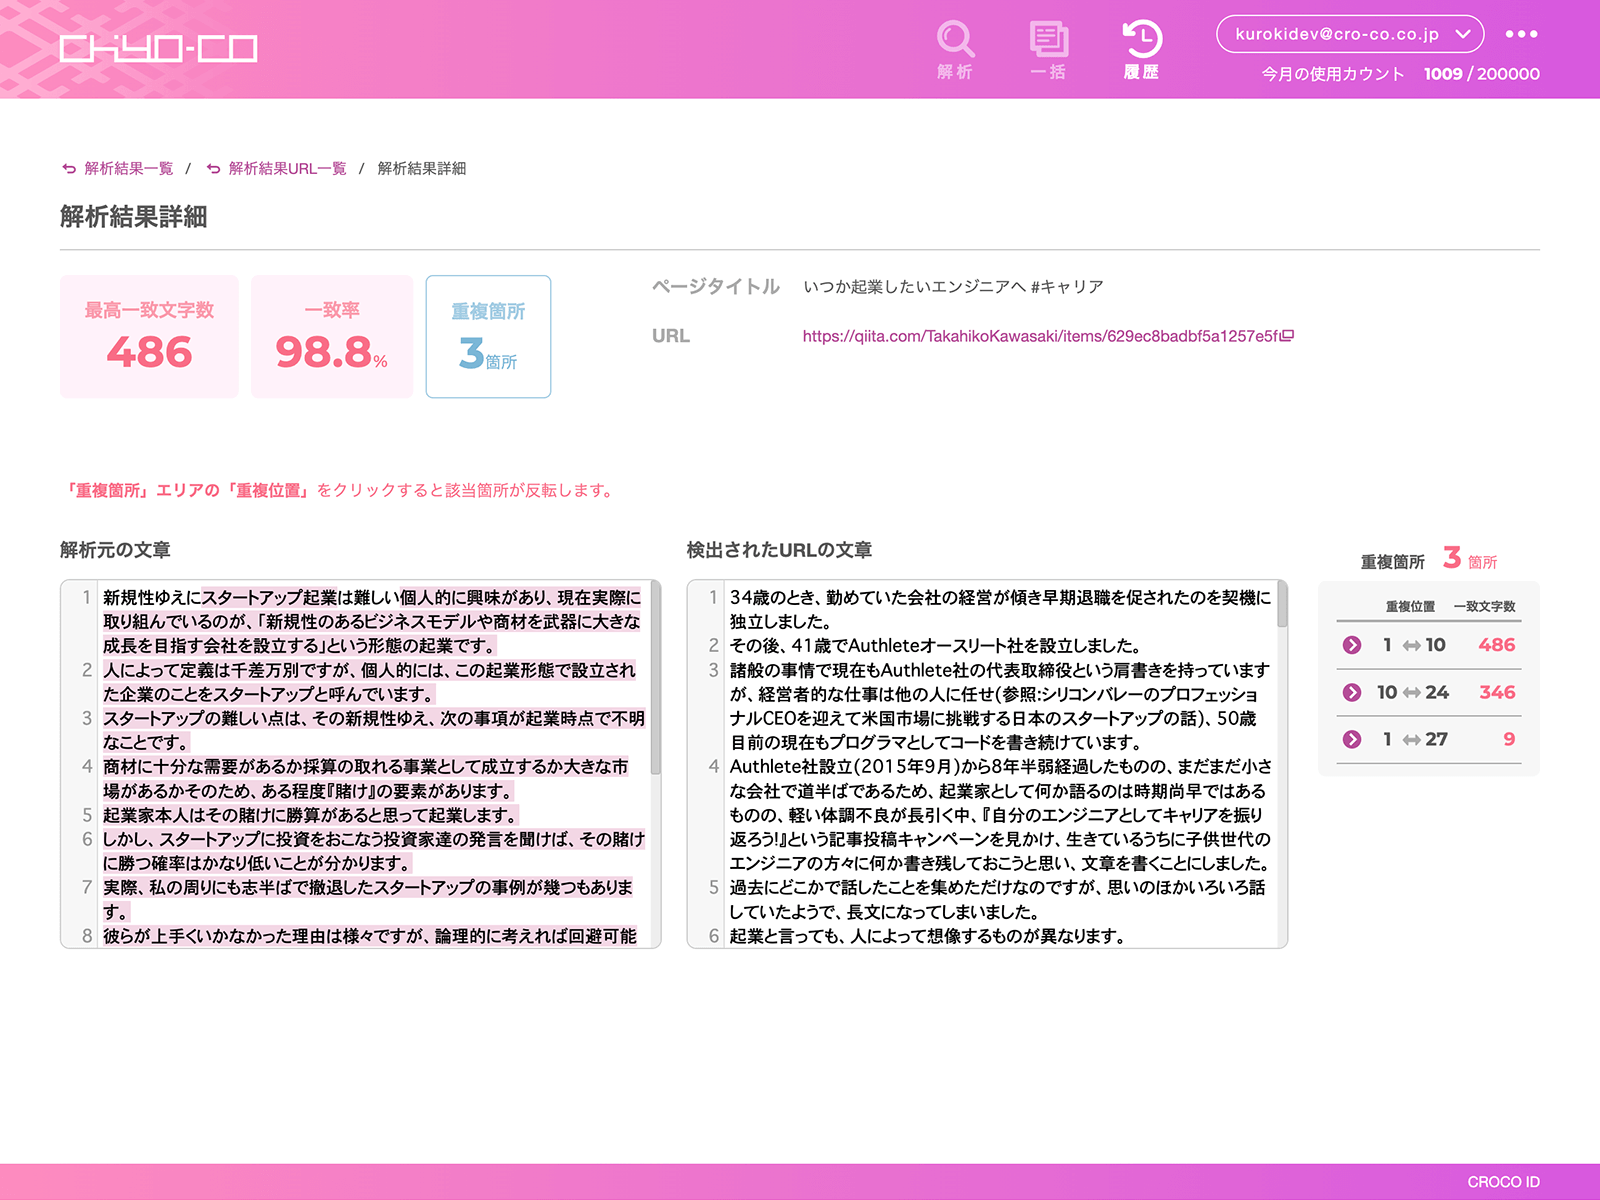 CHiYO-CO
解析
一括
履歴
kurokidev@cro-co.co.jp
今月の使用カウント 1009 / 200000
解析結果一覧 / 解析結果URL一覧 / 解析結果詳細
解析結果詳細
最高一致文字数
486
一致率
98.8%
重複箇所
3箇所
ページタイトル いつか起業したいエンジニアへ #キャリア
URL https://qiita.com/TakahikoKawasaki/items/629ec8badbf5a1257e5f
「重複箇所」エリアの「重複位置」をクリックすると該当箇所が反転します。
解析元の文章
1 新規性ゆえにスタートアップ起業は難しい個人的に興味があり、現在実際に
取り組んでいるのが、「新規性のあるビジネスモデルや商材を武器に大きな
成長を目指す会社を設立する」という形態の起業です。
2 人によって定義は千差万別ですが、個人的には、この起業形態で設立され
た企業のことをスタートアップと呼んでいます。
3 スタートアップの難しい点は、その新規性ゆえ、次の事項が起業時点で不明
なことです。
4 商材に十分な需要があるか採算の取れる事業として成立するか大きな市
場があるかそのため、ある程度『賭け』の要素があります。
5 起業家本人はその賭けに勝算があると思って起業します。
6 しかし、スタートアップに投資をおこなう投資家達の発言を聞けば、その賭け
に勝つ確率はかなり低いことが分かります。
7 実際、私の周りにも志半ばで撤退したスタートアップの事例が幾つもありま
す。
8 彼らが上手くいかなかった理由は様々ですが、論理的に考えれば回避可能
検出されたURLの文章
1 34歳のとき、勤めていた会社の経営が傾き早期退職を促されたのを契機に
独立しました。
2 その後、41歳でAuthleteオースリート社を設立しました。
3 諸般の事情で現在もAuthlete社の代表取締役という肩書きを持っています
が、経営者的な仕事は他の人に任せ(参照:シリコンバレーのプロフェッショ
ナルCEOを迎えて米国市場に挑戦する日本のスタートアップの話)、50歳
目前の現在もプログラマとしてコードを書き続けています。
4 Authlete社設立(2015年9月)から8年半弱経過したものの、まだまだ小さ
な会社で道半ばであるため、起業家として何か語るのは時期尚早ではある
ものの、軽い体調不良が長引く中、『自分のエンジニアとしてキャリアを振り
返ろう!』という記事投稿キャンペーンを見かけ、生きているうちに子供世代の
エンジニアの方々に何か書き残しておこうと思い、文章を書くことにしました。
5 過去にどこかで話したことを集めただけなのですが、思いのほかいろいろ話
していたようで、長文になってしまいました。
6 起業と言っても、人によって想像するものが異なります。
重複箇所 3 箇所
重複位置 一致文字数
1 ⇔ 10 486
10 ⇔ 24 346
1 ⇔ 27 9
CROCO ID